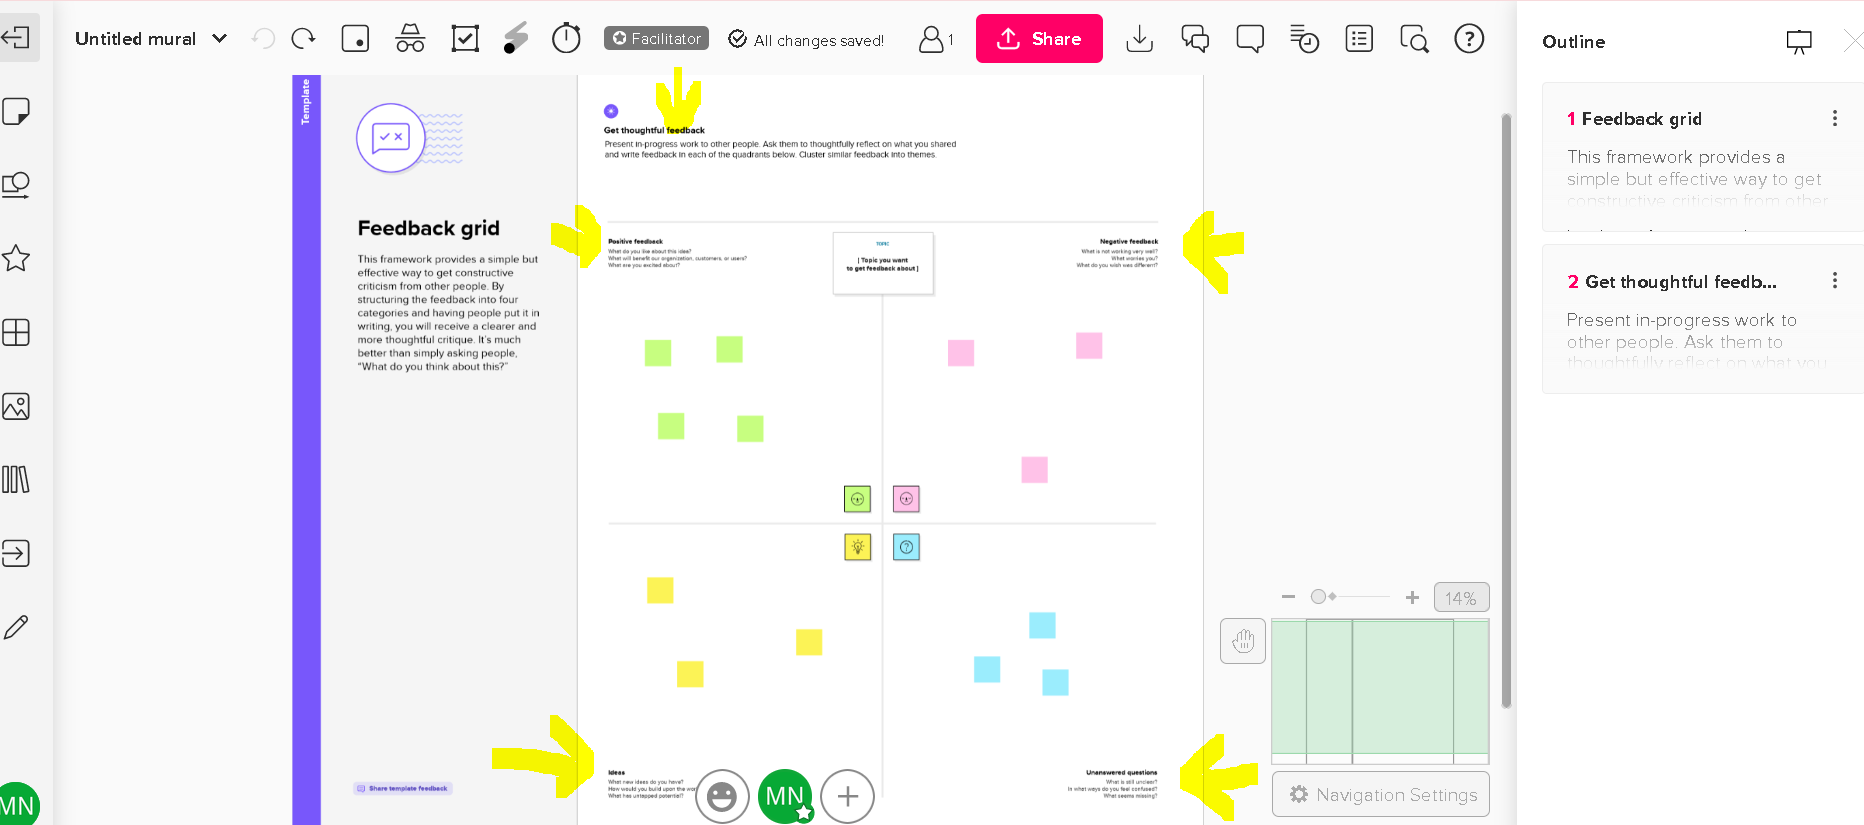 Untitled mural
Facilitator
All changes saved!
1
Share
Outline
Template
Feedback grid
This framework provides a simple but
effective way to get constructive
criticism from other people. By
structuring the feedback into four
categories and having people put it in
writing, you will receive a clearer and
more thoughtful critique. It's much
better than simply asking people,
"What do you think about this?"
Share template feedback
Get thoughtful feedback
Present in-progress work to other people. Ask them to thoughtfully reflect on what you shared
and write feedback in each of the quadrants below. Cluster similar feedback into themes.
Positive feedback
What do you like about this idea?
What will benefit our organization, customers, or users?
What are you excited about?
TOPIC
[ Topic you want
to get feedback about ]
Negative feedback
What is not working very well?
What worries you?
What do you wish was different?
Ideas
What new ideas do you have?
How would you build upon the
What has untapped potential?
Unanswered questions
What is still unclear?
In what ways do you feel confused?
What seems missing?
MN
MN
14%
Navigation Settings
1 Feedback grid
This framework provides a
simple but effective way to get
constructive criticism from other
2 Get thoughtful feedb...
Present in-progress work to
other people. Ask them to
thoughtfully reflect on what you